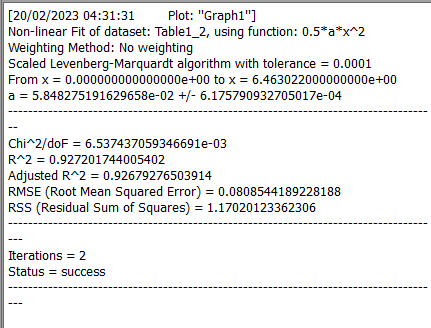 [20/02/2023 04:31:31	Plot: "Graph1"]
Non-linear Fit of dataset: Table1_2, using function: 0.5*a*x^2
Weighting Method: No weighting
Scaled Levenberg-Marquardt algorithm with tolerance = 0.0001
From x = 0.000000000000000e+00 to x = 6.463022000000000e+00
a = 5.848275191629658e-02 +/- 6.175790932705017e-04
--------------------------------------------------------------------------------------
--
Chi^2/doF = 6.537437059346691e-03
R^2 = 0.927201744005402
Adjusted R^2 = 0.92679276503914
RMSE (Root Mean Squared Error) = 0.0808544189228188
RSS (Residual Sum of Squares) = 1.17020123362306
--------------------------------------------------------------------------------------
---
Iterations = 2
Status = success
--------------------------------------------------------------------------------------
---